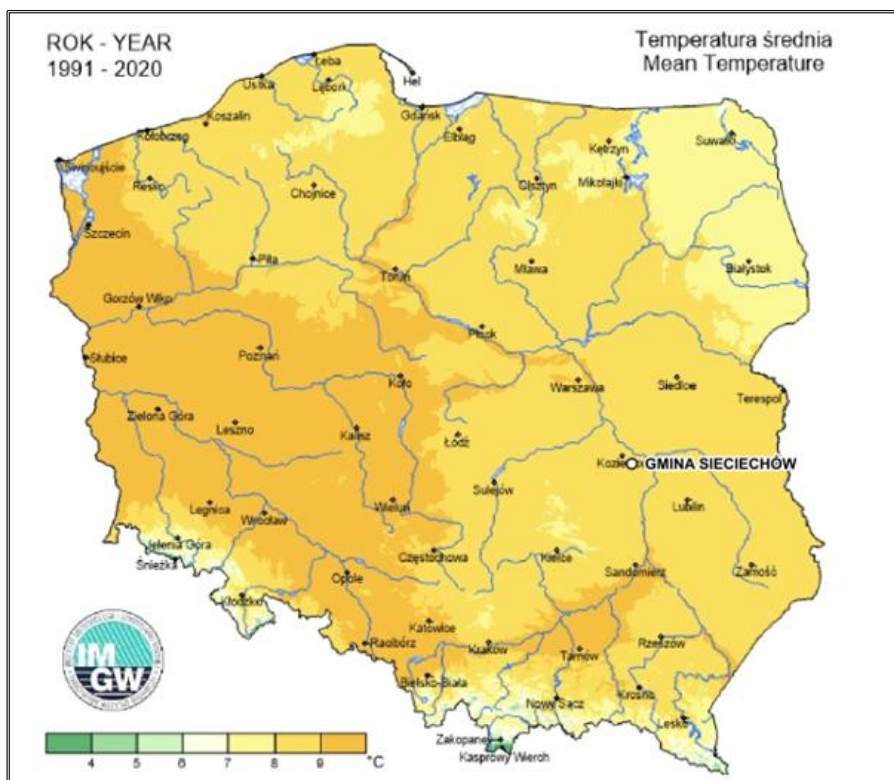 ROK - YEAR
1991 - 2020
Temperatura średnia
Mean Temperature
Łeba
Hel
Ustka
Lębork
Gdańsk
Koszalin
Kołobrzeg
Elbląg
Kętrzyn
Suwałki
Świnoujście
Resko
Chojnice
Olsztyn
Mikołajki
Szczecin
Piła
Toruń
Mława
Białystok
Gorzów Wlkp
Płock
Słubice
Poznań
Koło
Warszawa
Siedlce
Terespol
Zielona Góra
Leszno
Kalisz
Łódź
GMINA SIECIECHÓW
Sulejów
Legnica
Wrocław
Wieluń
Lublin
Jelenia Góra
Śnieżka
Częstochowa
Kielce
Opole
Sandomierz
Zamość
Kłodzko
Katowice
Racibórz
Kraków
Tarnów
Rzeszów
Bielsko-Biała
Nowy Sącz
Krosno
Lesko
Zakopane
Kasprowy Wierch
IMGW
4 5 6 7 8 9 °C